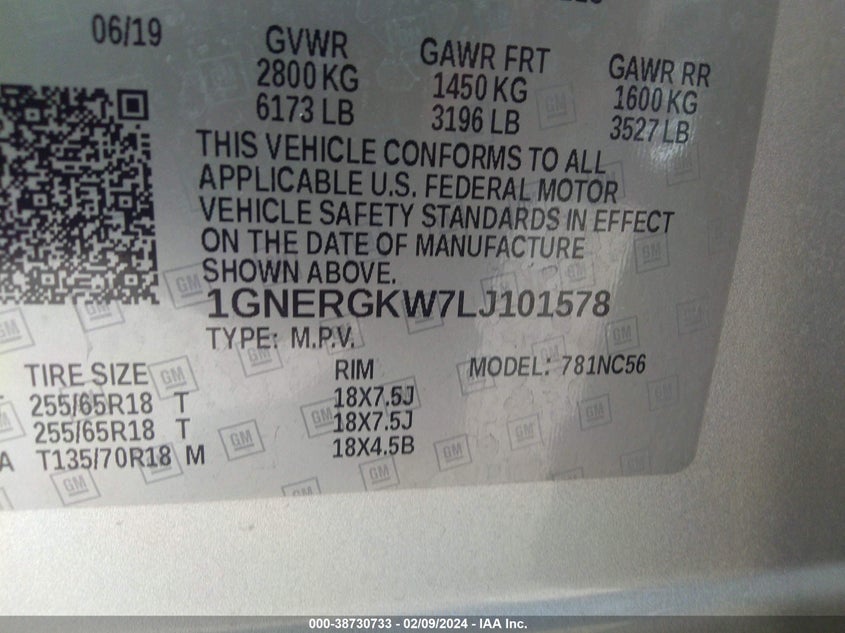 06/19
GVWR
2800 KG
6173 LB
GAWR FRT
1450 KG
3196 LB
GAWR RR
1600 KG
3527 LB
THIS VEHICLE CONFORMS TO ALL
APPLICABLE U.S. FEDERAL MOTOR
VEHICLE SAFETY STANDARDS IN EFFECT
ON THE DATE OF MANUFACTURE
SHOWN ABOVE.
1GNERGKW7LJ101578
TYPE: M.P.V.
MODEL: 781NC56
TIRE SIZE RIM
255/65R18 T 18X7.5J
255/65R18 T 18X7.5J
A T135/70R18 M 18X4.5B
GM
000-38730733 - 02/09/2024 - IAA Inc.